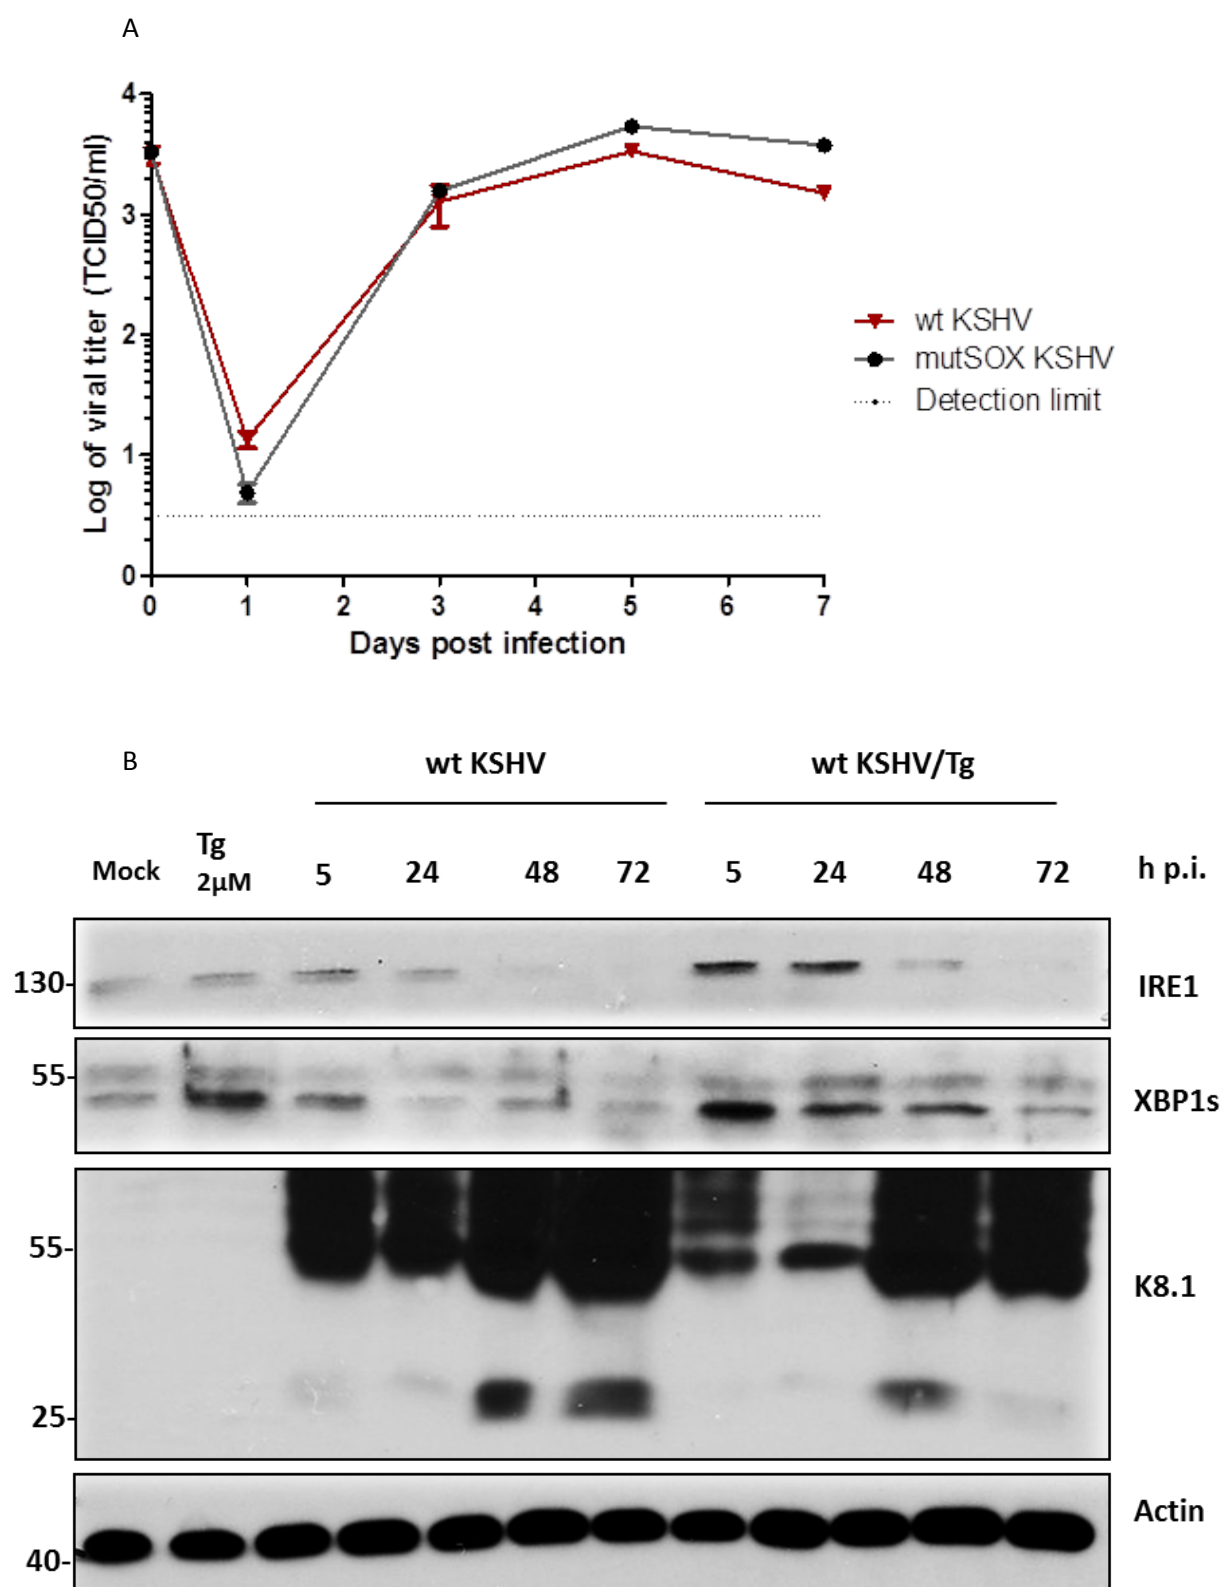 A
4
3
2
1
0
Log of viral titer (TCID50/ml)
0 1 2 3 4 5 6 7
Days post infection
wt KSHV
mutSOX KSHV
Detection limit
B
wt KSHV wt KSHV/Tg
Mock Tg 2µM 5 24 48 72 5 24 48 72 h p.i.
130- IRE1
55- XBP1s
55-
K8.1
25-
Actin
40-